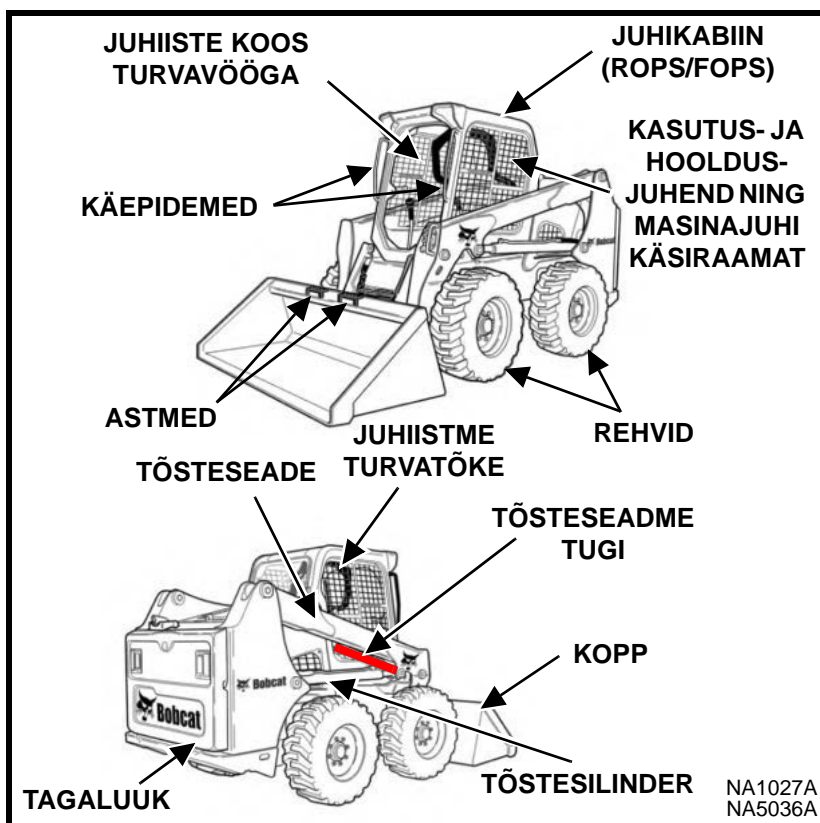 JUHIISTE KOOS
TURVAVÖÖGA
JUHIKABIIN
(ROPS/FOPS)
KASUTUS- JA
HOOLDUS-
JUHEND NING
MASINAJUHI
KÄSIRAAMAT
KÄEPIDEMED
Bobcat
ASTMED
REHVID
JUHIISTME
TURVATÕKE
TÕSTESEADE
TÕSTESEADME
TUGI
KOPP
Bobcat
Bobcat
TÕSTESILINDER
TAGALUUK
NA1027A
NA5036A